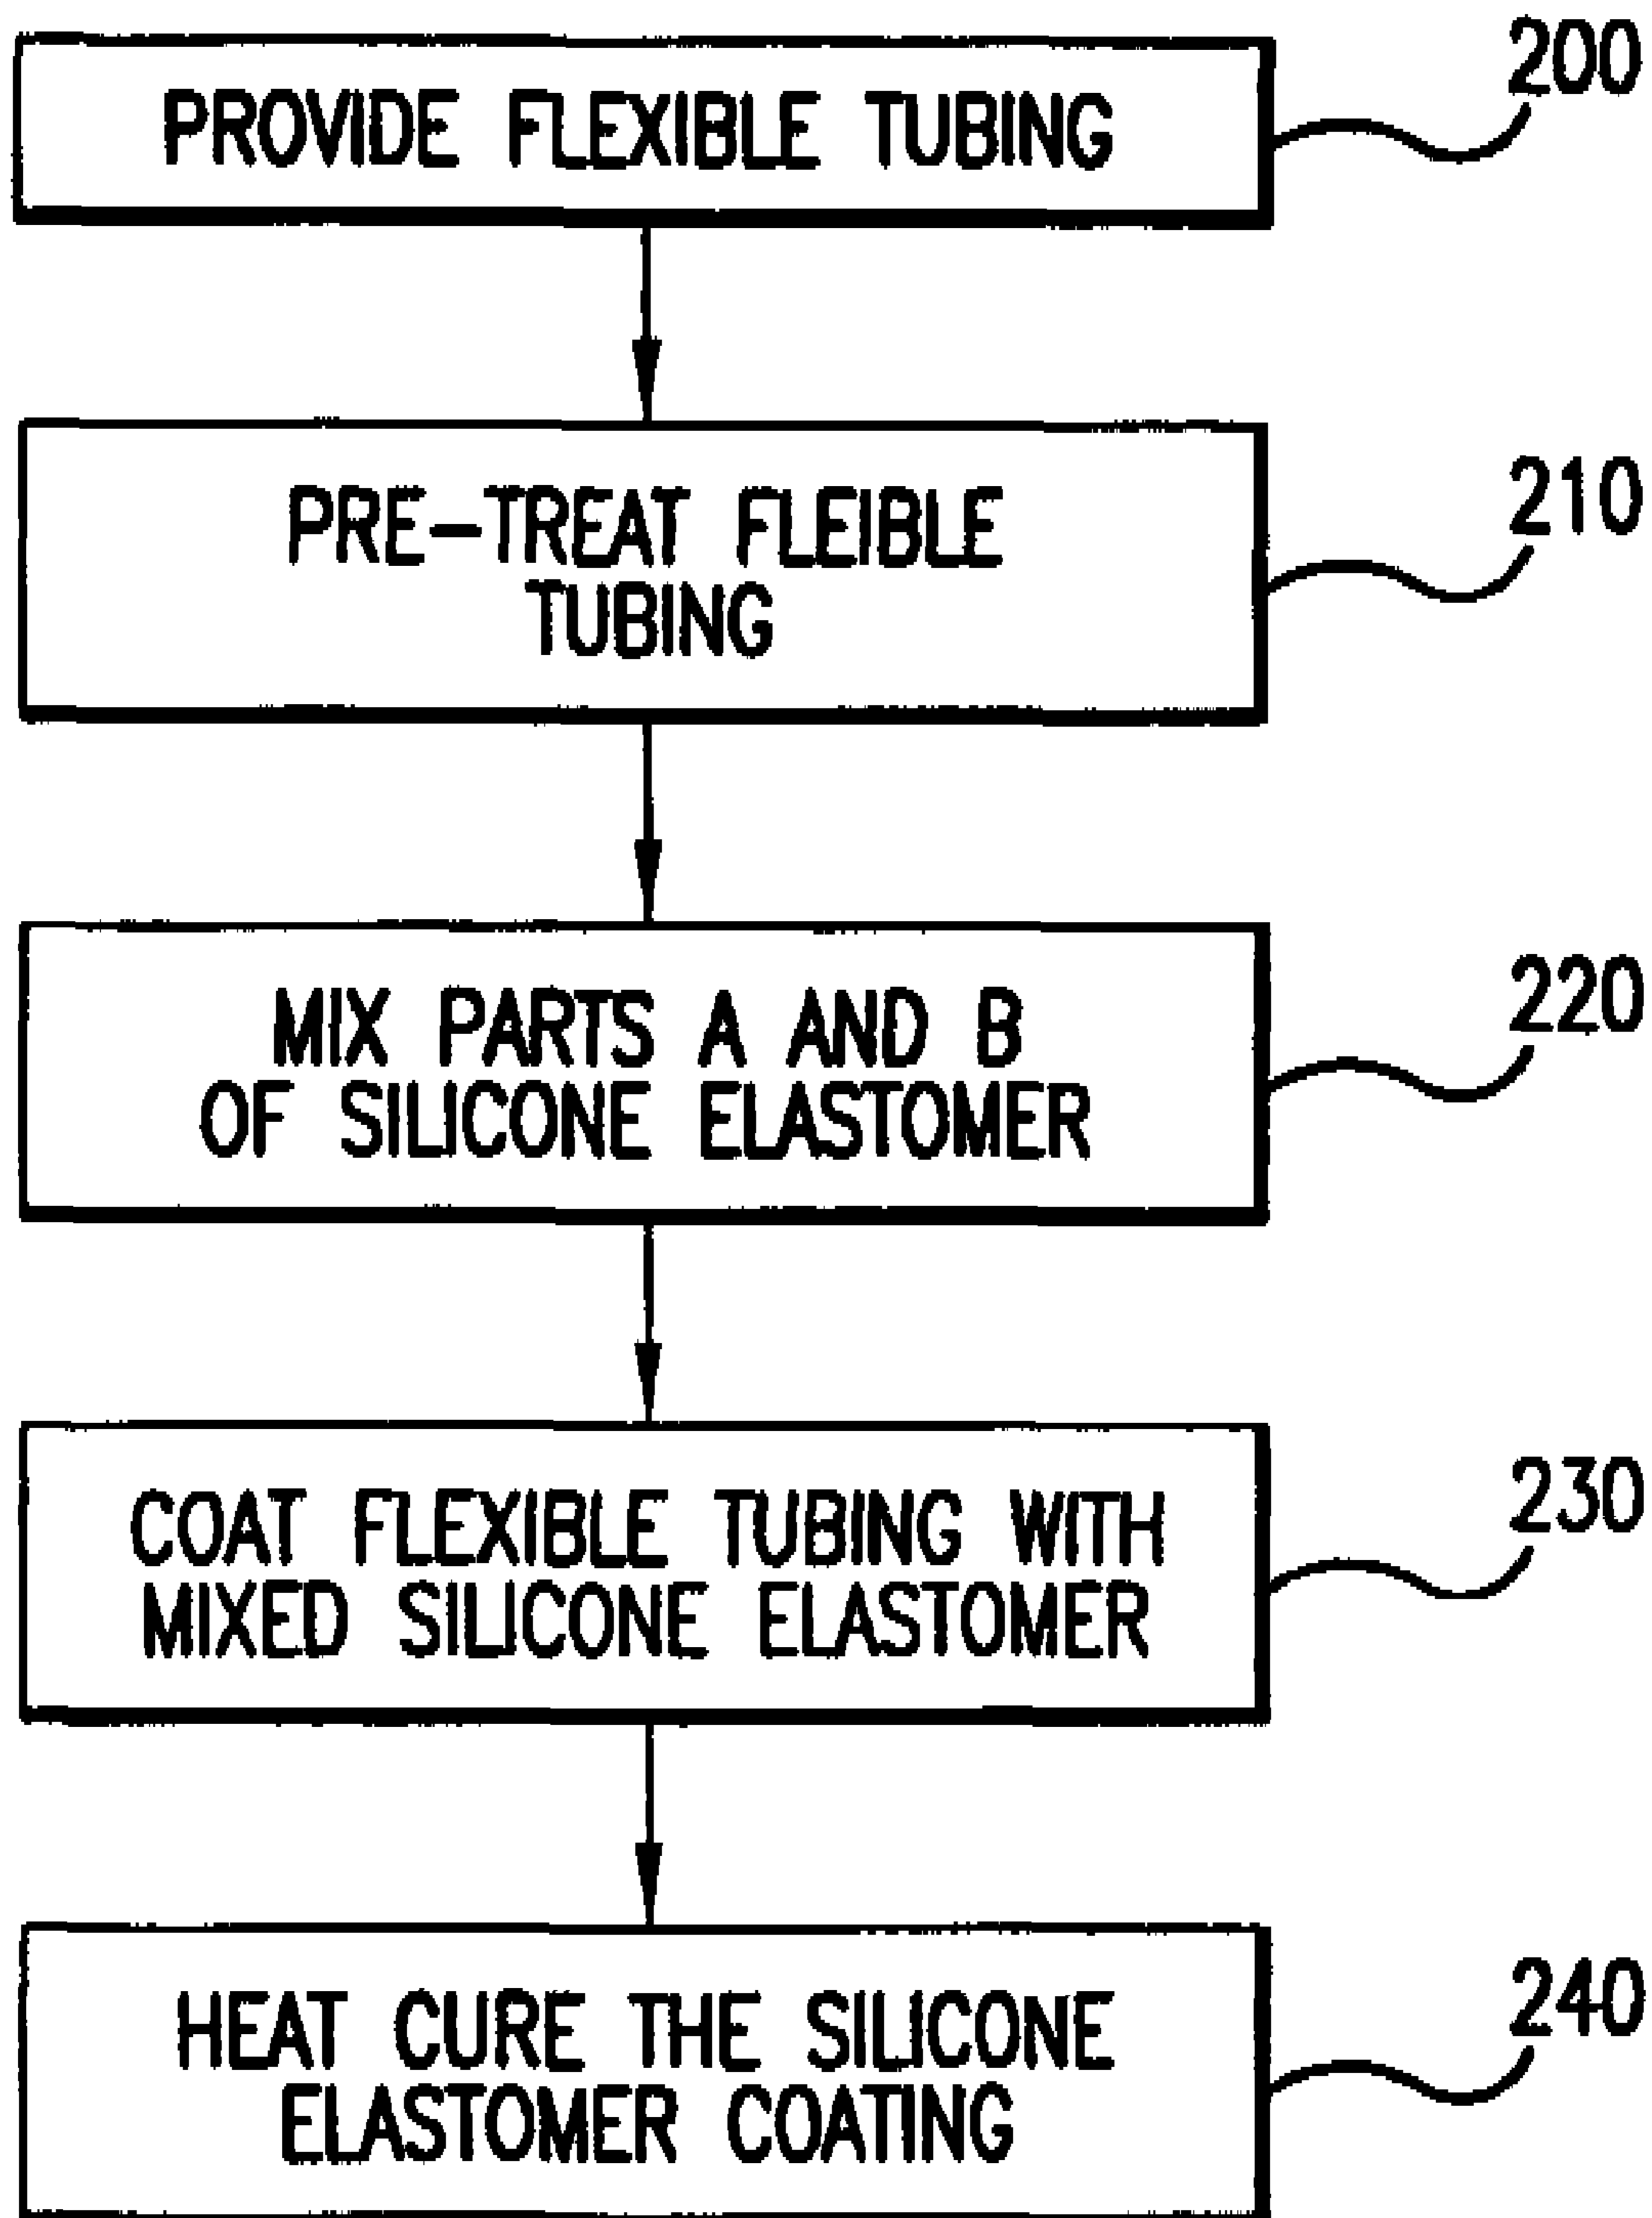 PROVIDE FLEXIBLE TUBING
200
PRE-TREAT FLEIBLE
TUBING
210
MIX PARTS A AND B
OF SILICONE ELASTOMER
220
COAT FLEXIBLE TUBING WITH
MIXED SILICONE ELASTOMER
230
HEAT CURE THE SILICONE
ELASTOMER COATING
240